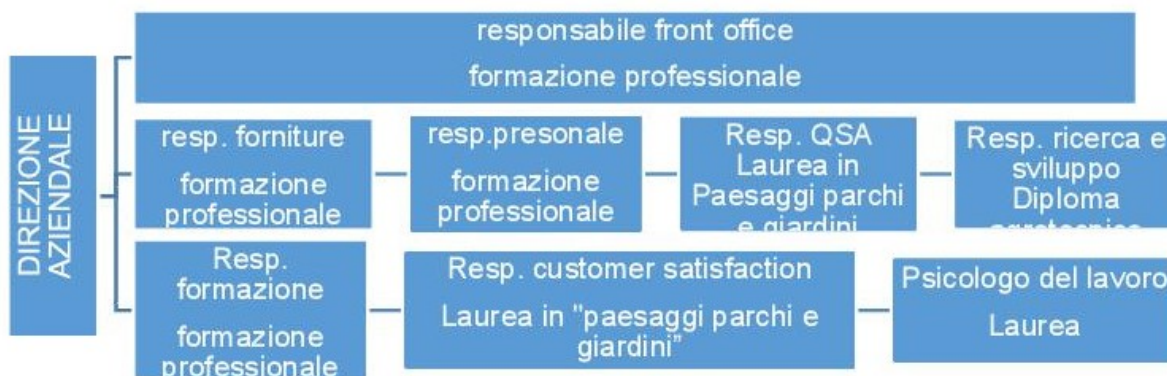 DIREZIONE
AZIENDALE
responsabile front office
formazione professionale
resp. forniture
formazione
professionale
resp.presonale
formazione
professionale
Resp. QSA
Laurea in
Paesaggi parchi
e giardini
Resp. ricerca e
sviluppo
Diploma
agrotecnico
Resp.
formazione
formazione
professionale
Resp. customer satisfaction
Laurea in "paesaggi parchi e
giardini”
Psicologo del lavoro
Laurea